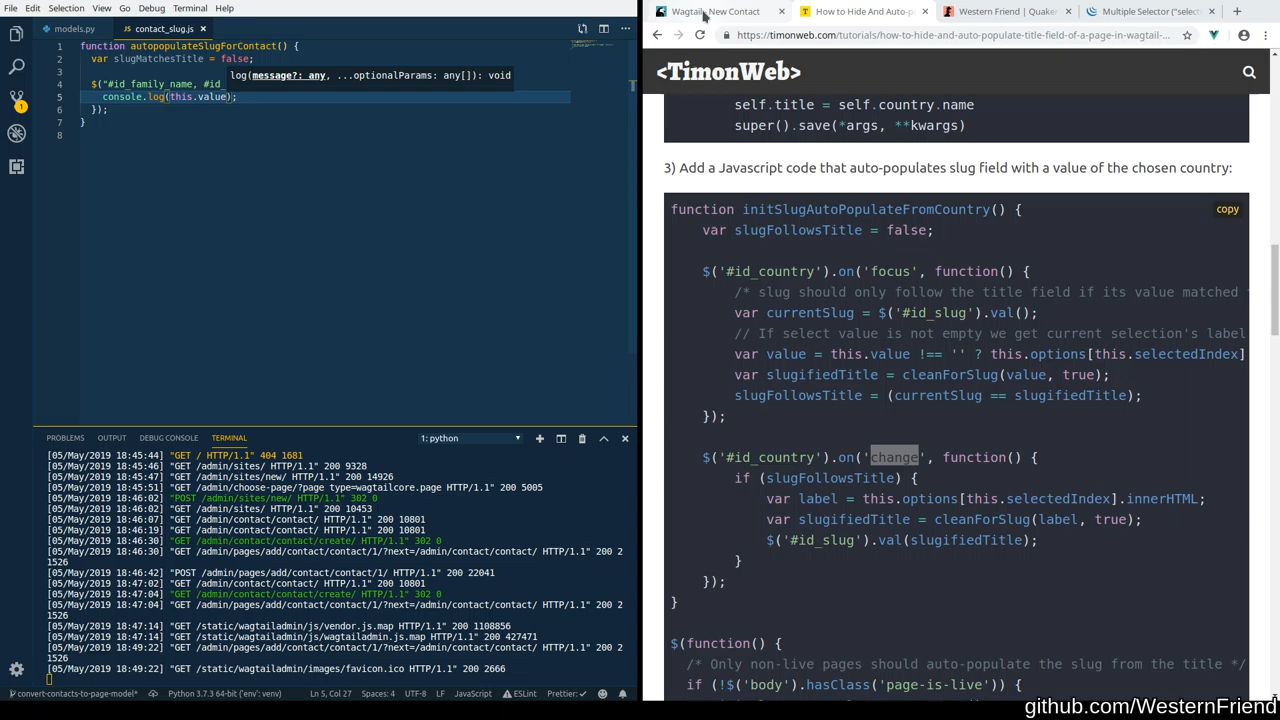 File Edit Selection View Go Debug Terminal Help
models.py contact_slug.js
1 function autopopulateSlugForContact() {
2 var slugMatchesTitle = false;
3
log(message?: any, ...optionalParams: any[]): void
4 $("#id_family_name, #id_
5 console.log(this.value);
6 });
7 }
8
PROBLEMS OUTPUT DEBUG CONSOLE TERMINAL 1: python
[05/May/2019 18:45:44] "GET / HTTP/1.1" 404 1681
[05/May/2019 18:45:46] "GET /admin/sites/ HTTP/1.1" 200 9328
[05/May/2019 18:45:47] "GET /admin/sites/new/ HTTP/1.1" 200 14926
[05/May/2019 18:45:51] "GET /admin/choose-page/?page_type=wagtailcore.page HTTP/1.1" 200 5005
[05/May/2019 18:46:02] "POST /admin/sites/new/ HTTP/1.1" 302 0
[05/May/2019 18:46:02] "GET /admin/sites/ HTTP/1.1" 200 10453
[05/May/2019 18:46:07] "GET /admin/contact/contact/ HTTP/1.1" 200 10801
[05/May/2019 18:46:19] "GET /admin/contact/contact/ HTTP/1.1" 200 10801
[05/May/2019 18:46:30] "GET /admin/contact/contact/create/ HTTP/1.1" 302 0
[05/May/2019 18:46:30] "GET /admin/pages/add/contact/contact/1/?next=/admin/contact/contact/ HTTP/1.1" 200 2
1526
[05/May/2019 18:46:42] "POST /admin/pages/add/contact/contact/1/ HTTP/1.1" 200 22041
[05/May/2019 18:47:02] "GET /admin/contact/contact/ HTTP/1.1" 200 10801
[05/May/2019 18:47:04] "GET /admin/contact/contact/create/ HTTP/1.1" 302 0
[05/May/2019 18:47:04] "GET /admin/pages/add/contact/contact/1/?next=/admin/contact/contact/ HTTP/1.1" 200 2
1526
[05/May/2019 18:47:14] "GET /static/wagtailadmin/js/vendor.js.map HTTP/1.1" 200 1108856
[05/May/2019 18:47:14] "GET /static/wagtailadmin/js/wagtailadmin.js.map HTTP/1.1" 200 427471
[05/May/2019 18:49:22] "GET /admin/pages/add/contact/contact/1/?next=/admin/contact/contact/ HTTP/1.1" 200 2
1526
[05/May/2019 18:49:22] "GET /static/wagtailadmin/images/favicon.ico HTTP/1.1" 200 2666
1
convert-contacts-to-page-model* Python 3.7.3 64-bit ('env': venv) Ln 5, Col 27 Spaces: 4 UTF-8 LF JavaScript ESLint Prettier: ✓
Wagtail New Contact How to Hide And Auto-p Western Friend | Quaker Multiple Selector ("select
https://timonweb.com/tutorials/how-to-hide-and-auto-populate-title-field-of-a-page-in-wagtail-...
<TimonWeb>
self.title = self.country.name
super().save(*args, **kwargs)
3) Add a Javascript code that auto-populates slug field with a value of the chosen country:
copy
function initSlugAutoPopulateFromCountry() {
var slugFollowsTitle = false;
$('#id_country').on('focus', function() {
/* slug should only follow the title field if its value matched
var currentSlug = $('#id_slug').val();
// If select value is not empty we get current selection's label
var value = this.value !== '' ? this.options[this.selectedIndex]
var slugifiedTitle = cleanForSlug(value, true);
slugFollowsTitle = (currentSlug == slugifiedTitle);
});
$('#id_country').on('change', function() {
if (slugFollowsTitle) {
var label = this.options[this.selectedIndex].innerHTML;
var slugifiedTitle = cleanForSlug(label, true);
$('#id_slug').val(slugifiedTitle);
}
});
}
$(function() {
/* Only non-live pages should auto-populate the slug from the title */
if (!$('body').hasClass('page-is-live')) {
github.com/WesternFriend